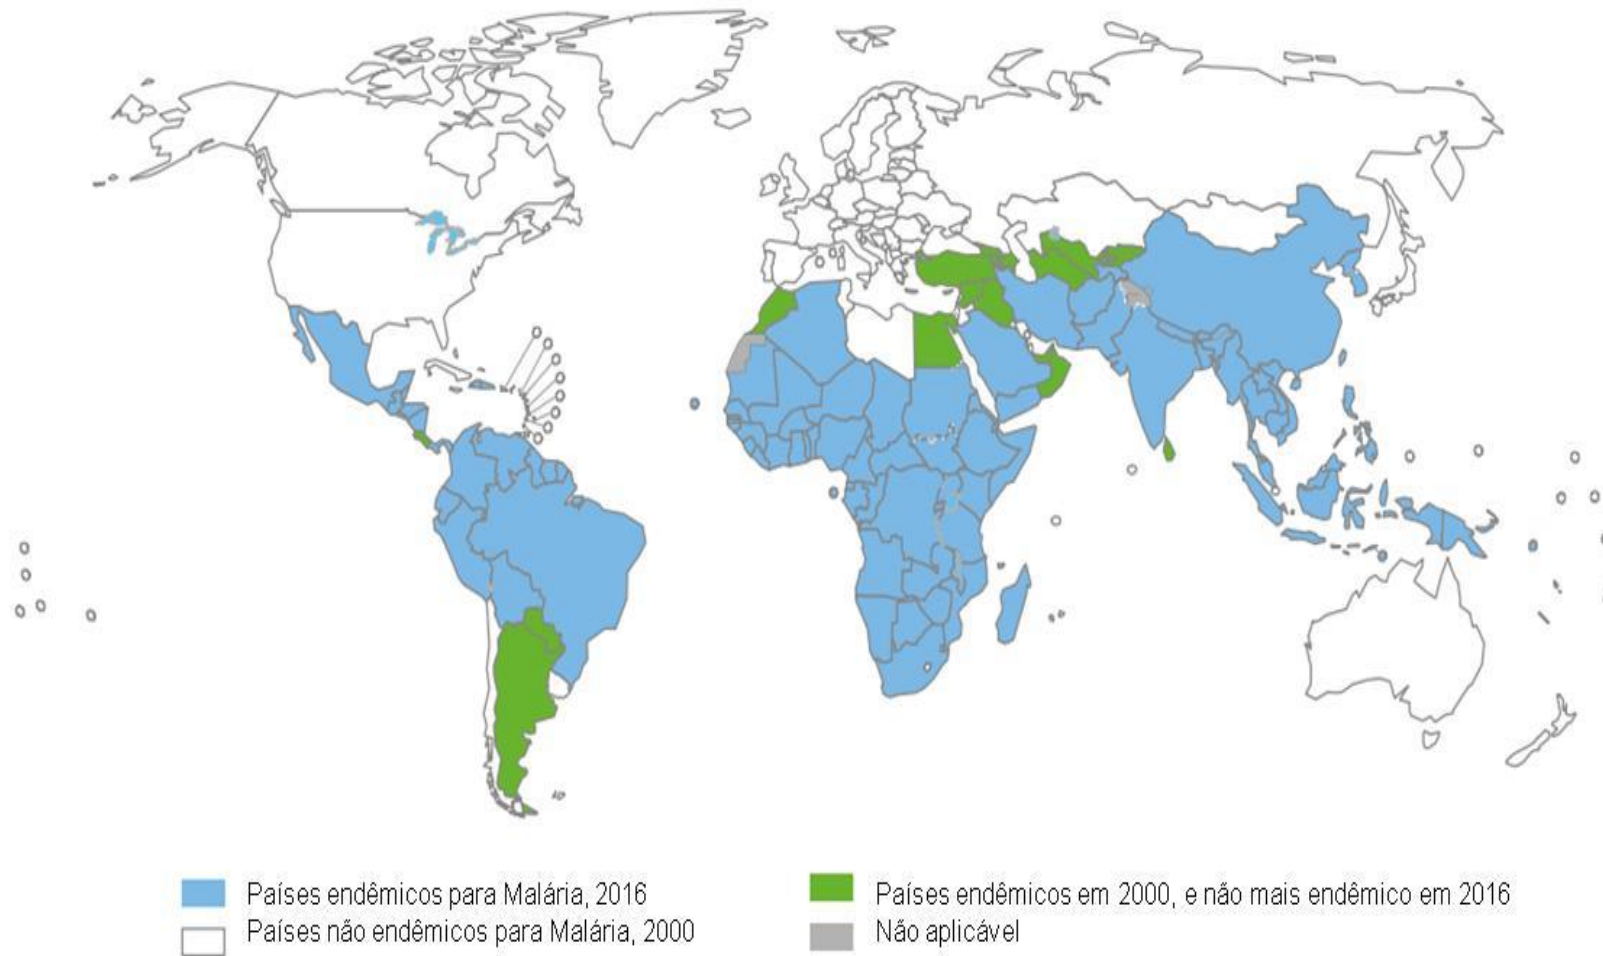 Países endêmicos para Malária, 2016
Países não endêmicos para Malária, 2000
Países endêmicos em 2000, e não mais endêmico em 2016
Não aplicável